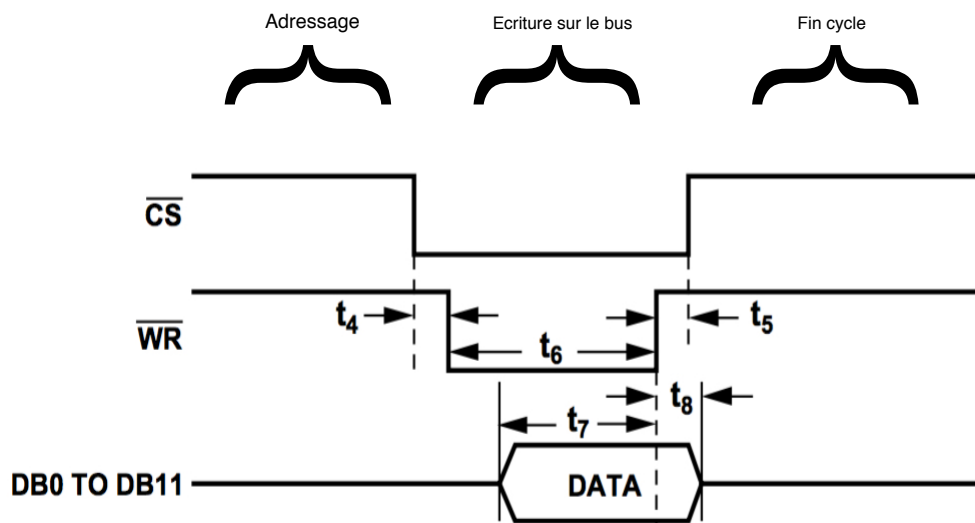 Adressage
Ecriture sur le bus
Fin cycle
CS
t4
t5
WR
t6
t8
t7
DB0 TO DB11
DATA